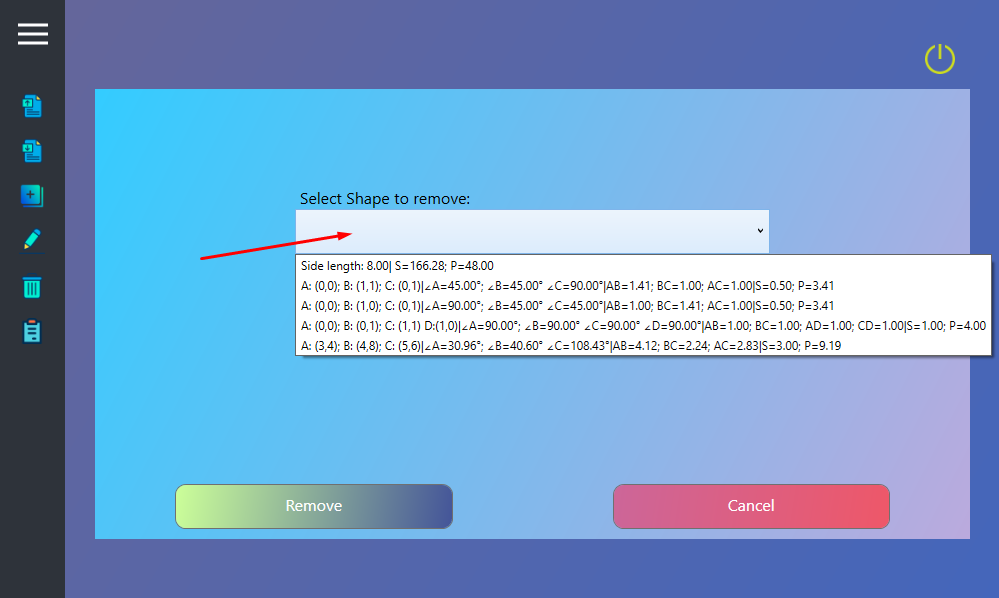 Select Shape to remove:
Side length: 8.00| S=166.28; P=48.00
A: (0,0); B: (1,1); C: (0,1)|∠A=45.00°; ∠B=45.00° ∠C=90.00°|AB=1.41; BC=1.00; AC=1.00|S=0.50; P=3.41
A: (0,0); B: (1,0); C: (0,1)|∠A=90.00°; ∠B=45.00° ∠C=45.00°|AB=1.00; BC=1.41; AC=1.00|S=0.50; P=3.41
A: (0,0); B: (0,1); C: (1,1) D:(1,0)|∠A=90.00°; ∠B=90.00° ∠C=90.00° ∠D=90.00°|AB=1.00; BC=1.00; AD=1.00; CD=1.00|S=1.00; P=4.00
A: (3,4); B: (4,8); C: (5,6)|∠A=30.96°; ∠B=40.60° ∠C=108.43°|AB=4.12; BC=2.24; AC=2.83|S=3.00; P=9.19
Remove
Cancel